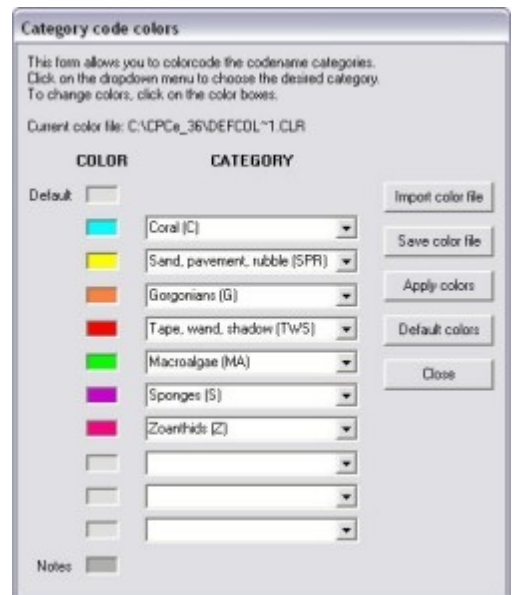 Category code colors
This form allows you to colorcode the codename categories.
Click on the dropdown menu to choose the desired category.
To change colors, click on the color boxes.
Current color file: C:\CPCe_36\DEFCOL~1.CLR
COLOR CATEGORY
Default
Import color file
Coral (C)
Save color file
Sand, pavement, rubble (SPR)
Gorgonians (G)
Apply colors
Tape, wand, shadow (TWS)
Default colors
Macroalgae (MA)
Close
Sponges (S)
Zoanthids (Z)
Notes